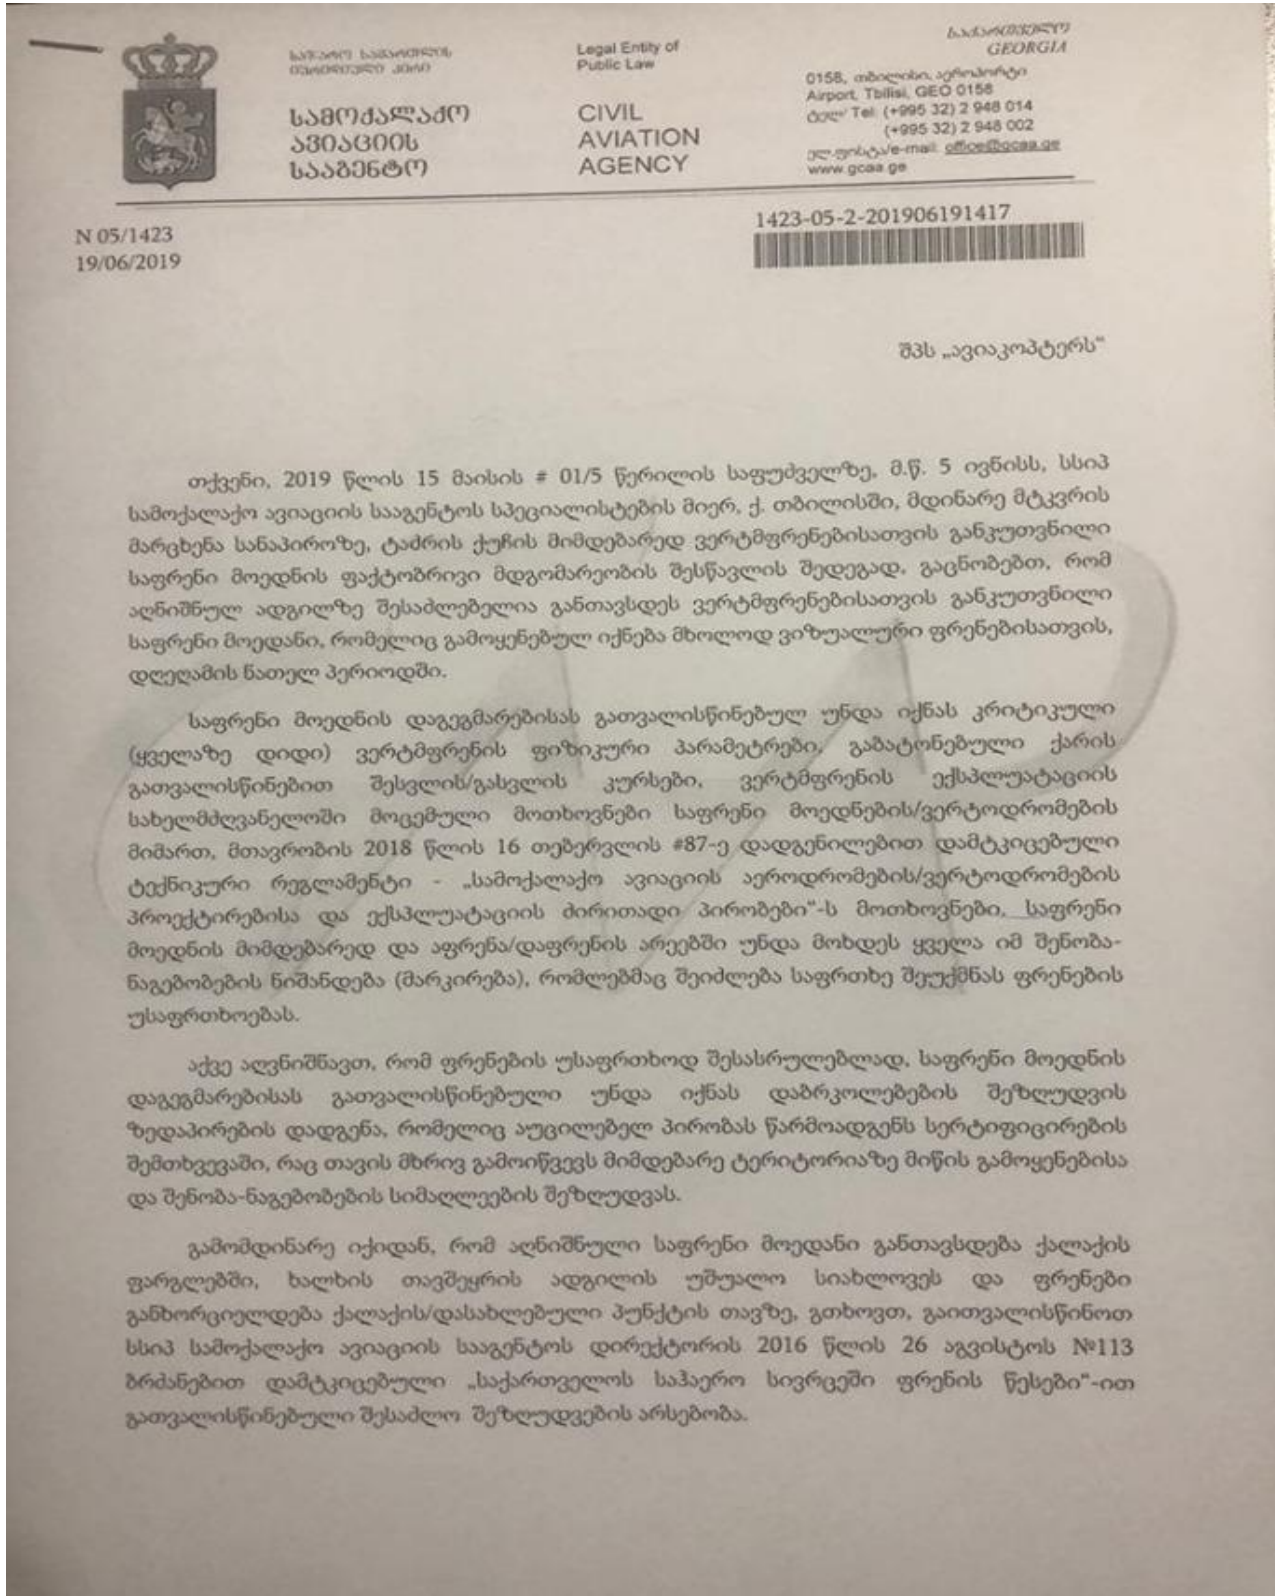 საჯარო სამართლის
იურიდიული პირი
სამოქალაქო
ავიაციის
სააგენტო
Legal Entity of
Public Law
CIVIL
AVIATION
AGENCY
საქართველო
GEORGIA
0158, თბილისი, აეროპორტი
Airport, Tbilisi, GEO 0158
ტელ/ Tel: (+995 32) 2 948 014
(+995 32) 2 948 002
ელ.ფოსტა/e-mail: office@gcaa.ge
www.gcaa.ge
N 05/1423
19/06/2019
1423-05-2-201906191417
შპს „ავიაკოპტერს“
თქვენი, 2019 წლის 15 მაისის # 01/5 წერილის საფუძველზე, მ.წ. 5 ივნისს, სსიპ
სამოქალაქო ავიაციის სააგენტოს სპეციალისტების მიერ, ქ. თბილისში, მდინარე მტკვრის
მარცხენა სანაპიროზე, ტაძრის ქუჩის მიმდებარედ ვერტმფრენებისათვის განკუთვნილი
საფრენი მოედნის ფაქტობრივი მდგომარეობის შესწავლის შედეგად, გაცნობებთ, რომ
აღნიშნულ ადგილზე შესაძლებელია განთავსდეს ვერტმფრენებისათვის განკუთვნილი
საფრენი მოედანი, რომელიც გამოყენებულ იქნება მხოლოდ ვიზუალური ფრენებისათვის,
დღეღამის ნათელ პერიოდში.
საფრენი მოედნის დაგეგმარებისას გათვალისწინებულ უნდა იქნას კრიტიკული
(ყველაზე დიდი) ვერტმფრენის ფიზიკური პარამეტრები, გაბატონებული ქარის
გათვალისწინებით შესვლის/გასვლის კურსები, ვერტმფრენის ექსპლუატაციის
სახელმძღვანელოში მოცემული მოთხოვნები საფრენი მოედნების/ვერტოდრომების
მიმართ, მთავრობის 2018 წლის 16 თებერვლის #87-ე დადგენილებით დამტკიცებული
ტექნიკური რეგლამენტი - „სამოქალაქო ავიაციის აეროდრომების/ვერტოდრომების
პროექტირებისა და ექსპლუატაციის ძირითადი პირობები“-ს მოთხოვნები, საფრენი
მოედნის მიმდებარედ და აფრენა/დაფრენის არეებში უნდა მოხდეს ყველა იმ შენობა-
ნაგებობების ნიშანდება (მარკირება), რომლებმაც შეიძლება საფრთხე შეუქმნას ფრენების
უსაფრთხოებას.
აქვე აღვნიშნავთ, რომ ფრენების უსაფრთხოდ შესასრულებლად, საფრენი მოედნის
დაგეგმარებისას გათვალისწინებული უნდა იქნას დაბრკოლებების შეზღუდვის
ზედაპირების დადგენა, რომელიც აუცილებელ პირობას წარმოადგენს სერტიფიცირების
შემთხვევაში, რაც თავის მხრივ გამოიწვევს მიმდებარე ტერიტორიაზე მიწის გამოყენებისა
და შენობა-ნაგებობების სიმაღლეების შეზღუდვას.
გამომდინარე იქიდან, რომ აღნიშნული საფრენი მოედანი განთავსდება ქალაქის
ფარგლებში, ხალხის თავშეყრის ადგილის უშუალო სიახლოვეს და ფრენები
განხორციელდება ქალაქის/დასახლებული პუნქტის თავზე, გთხოვთ, გაითვალისწინოთ
სსიპ სამოქალაქო ავიაციის სააგენტოს დირექტორის 2016 წლის 26 აგვისტოს №113
ბრძანებით დამტკიცებული „საქართველოს საჰაერო სივრცეში ფრენის წესები“-ით
გათვალისწინებული შესაძლო შეზღუდვების არსებობა.